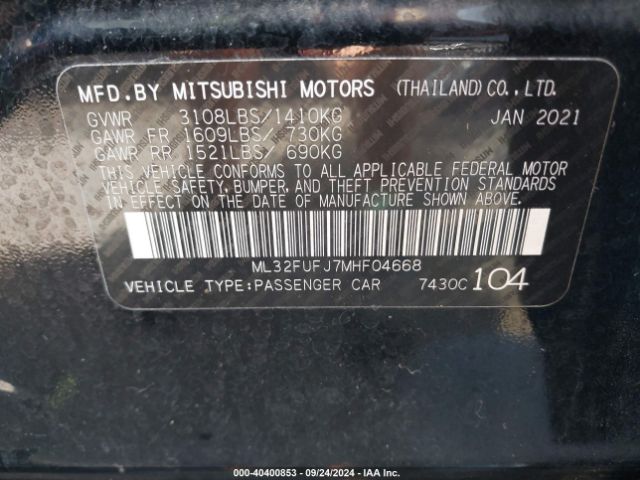 MFD.BY MITSUBISHI MOTORS (THAILAND) CO.,LTD.
GVWR 3108LBS/1410KG JAN 2021
GAWR FR 1609LBS/ 730KG
GAWR RR 1521LBS/ 690KG
THIS VEHICLE CONFORMS TO ALL APPLICABLE FEDERAL MOTOR
VEHICLE SAFETY, BUMPER, AND THEFT PREVENTION STANDARDS
IN EFFECT ON THE DATE OF MANUFACTURE SHOWN ABOVE.
ML32FUFJ7MHF04668
VEHICLE TYPE:PASSENGER CAR 7430C 104
000-40400853 - 09/24/2024 - IAA Inc.